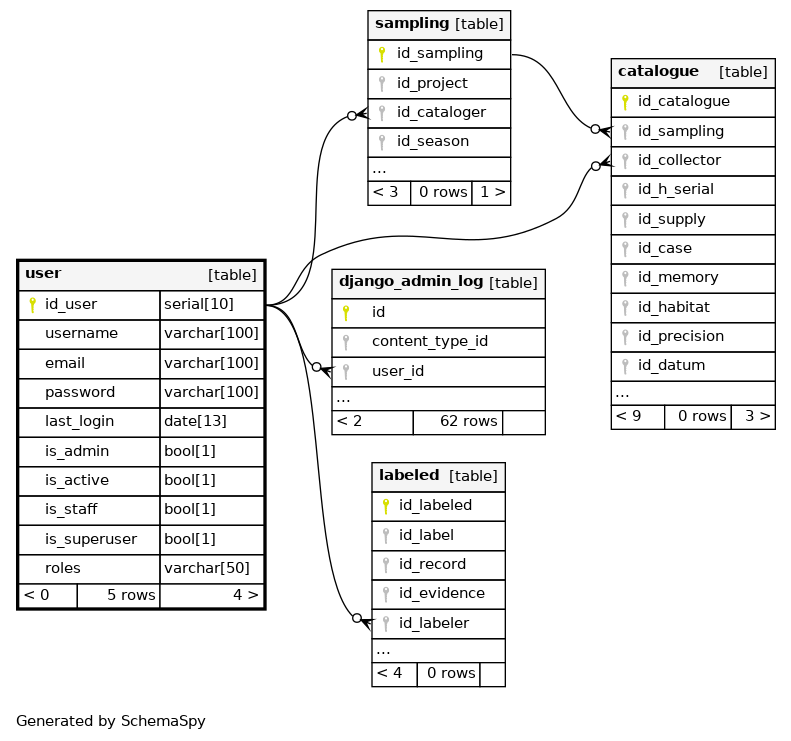 sampling [table]
id_sampling
id_project
id_cataloger
id_season
...
< 3 0 rows 1 >
catalogue [table]
id_catalogue
id_sampling
id_collector
id_h_serial
id_supply
id_case
id_memory
id_habitat
id_precision
id_datum
...
< 9 0 rows 3 >
user [table]
id_user serial[10]
username varchar[100]
email varchar[100]
password varchar[100]
last_login date[13]
is_admin bool[1]
is_active bool[1]
is_staff bool[1]
is_superuser bool[1]
roles varchar[50]
< 0 5 rows 4 >
django_admin_log [table]
id
content_type_id
user_id
...
< 2 62 rows
labeled [table]
id_labeled
id_label
id_record
id_evidence
id_labeler
...
< 4 0 rows
Generated by SchemaSpy